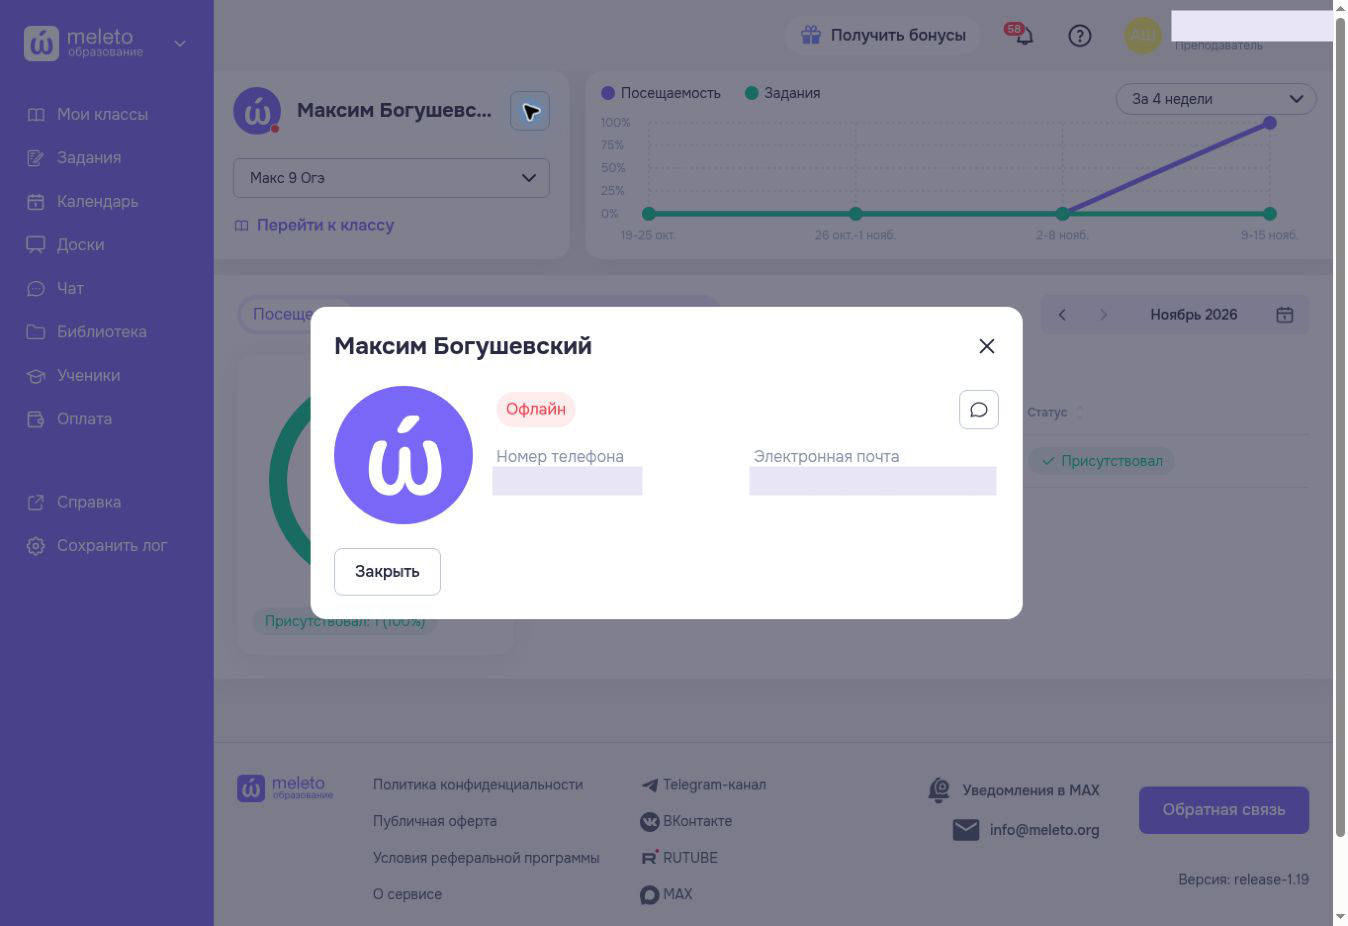 meleto
образование
Мои классы
Задания
Календарь
Доски
Чат
Библиотека
Ученики
Оплата
Справка
Сохранить лог
Получить бонусы
58
АШ
Преподаватель
Максим Богушевс...
Макс 9 Огэ
Перейти к классу
Посещаемость
Задания
За 4 недели
100%
75%
50%
25%
0%
19-25 окт.
26 окт.-1 нояб.
2-8 нояб.
9-15 нояб.
Посеще
Ноябрь 2026
Статус
Присутствовал
Присутствовал: 1 (100%)
Максим Богушевский
Офлайн
Номер телефона
Электронная почта
Закрыть
meleto
образование
Политика конфиденциальности
Публичная оферта
Условия реферальной программы
О сервисе
Telegram-канал
ВКонтакте
RUTUBE
MAX
Уведомления в MAX
info@meleto.org
Обратная связь
Версия: release-1.19